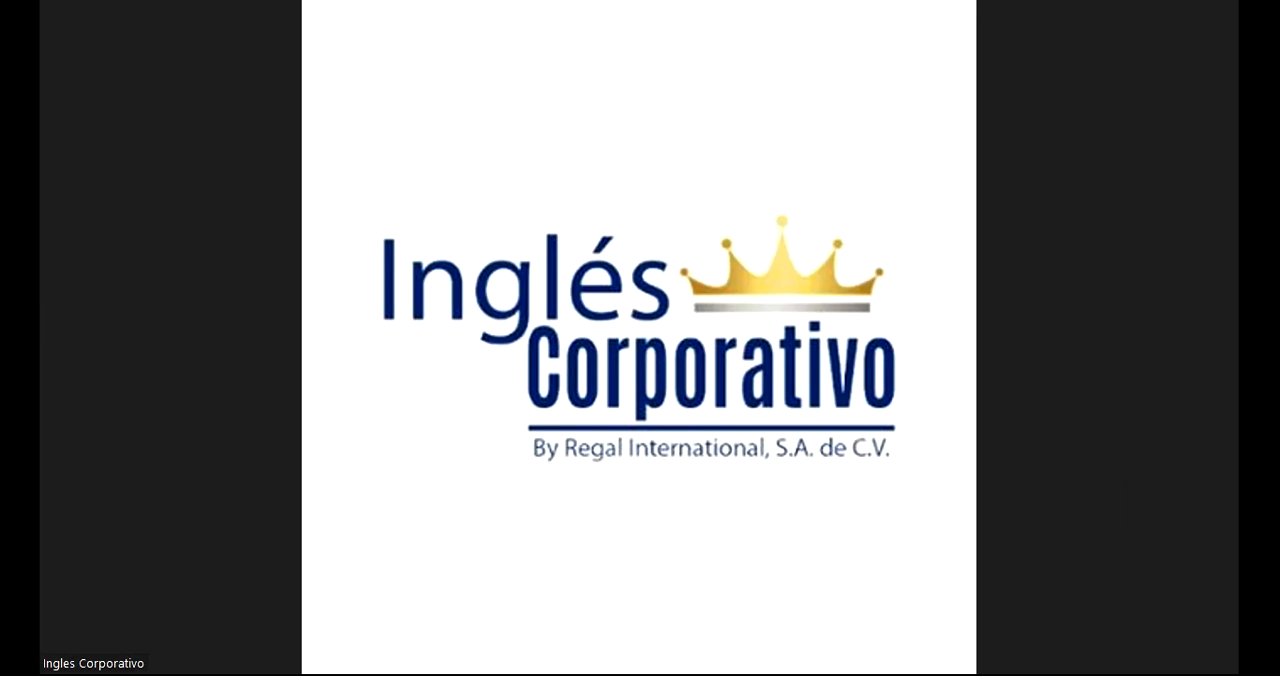 Inglés
Corporativo
By Regal International, S.A. de C.V.
Ingles Corporativo